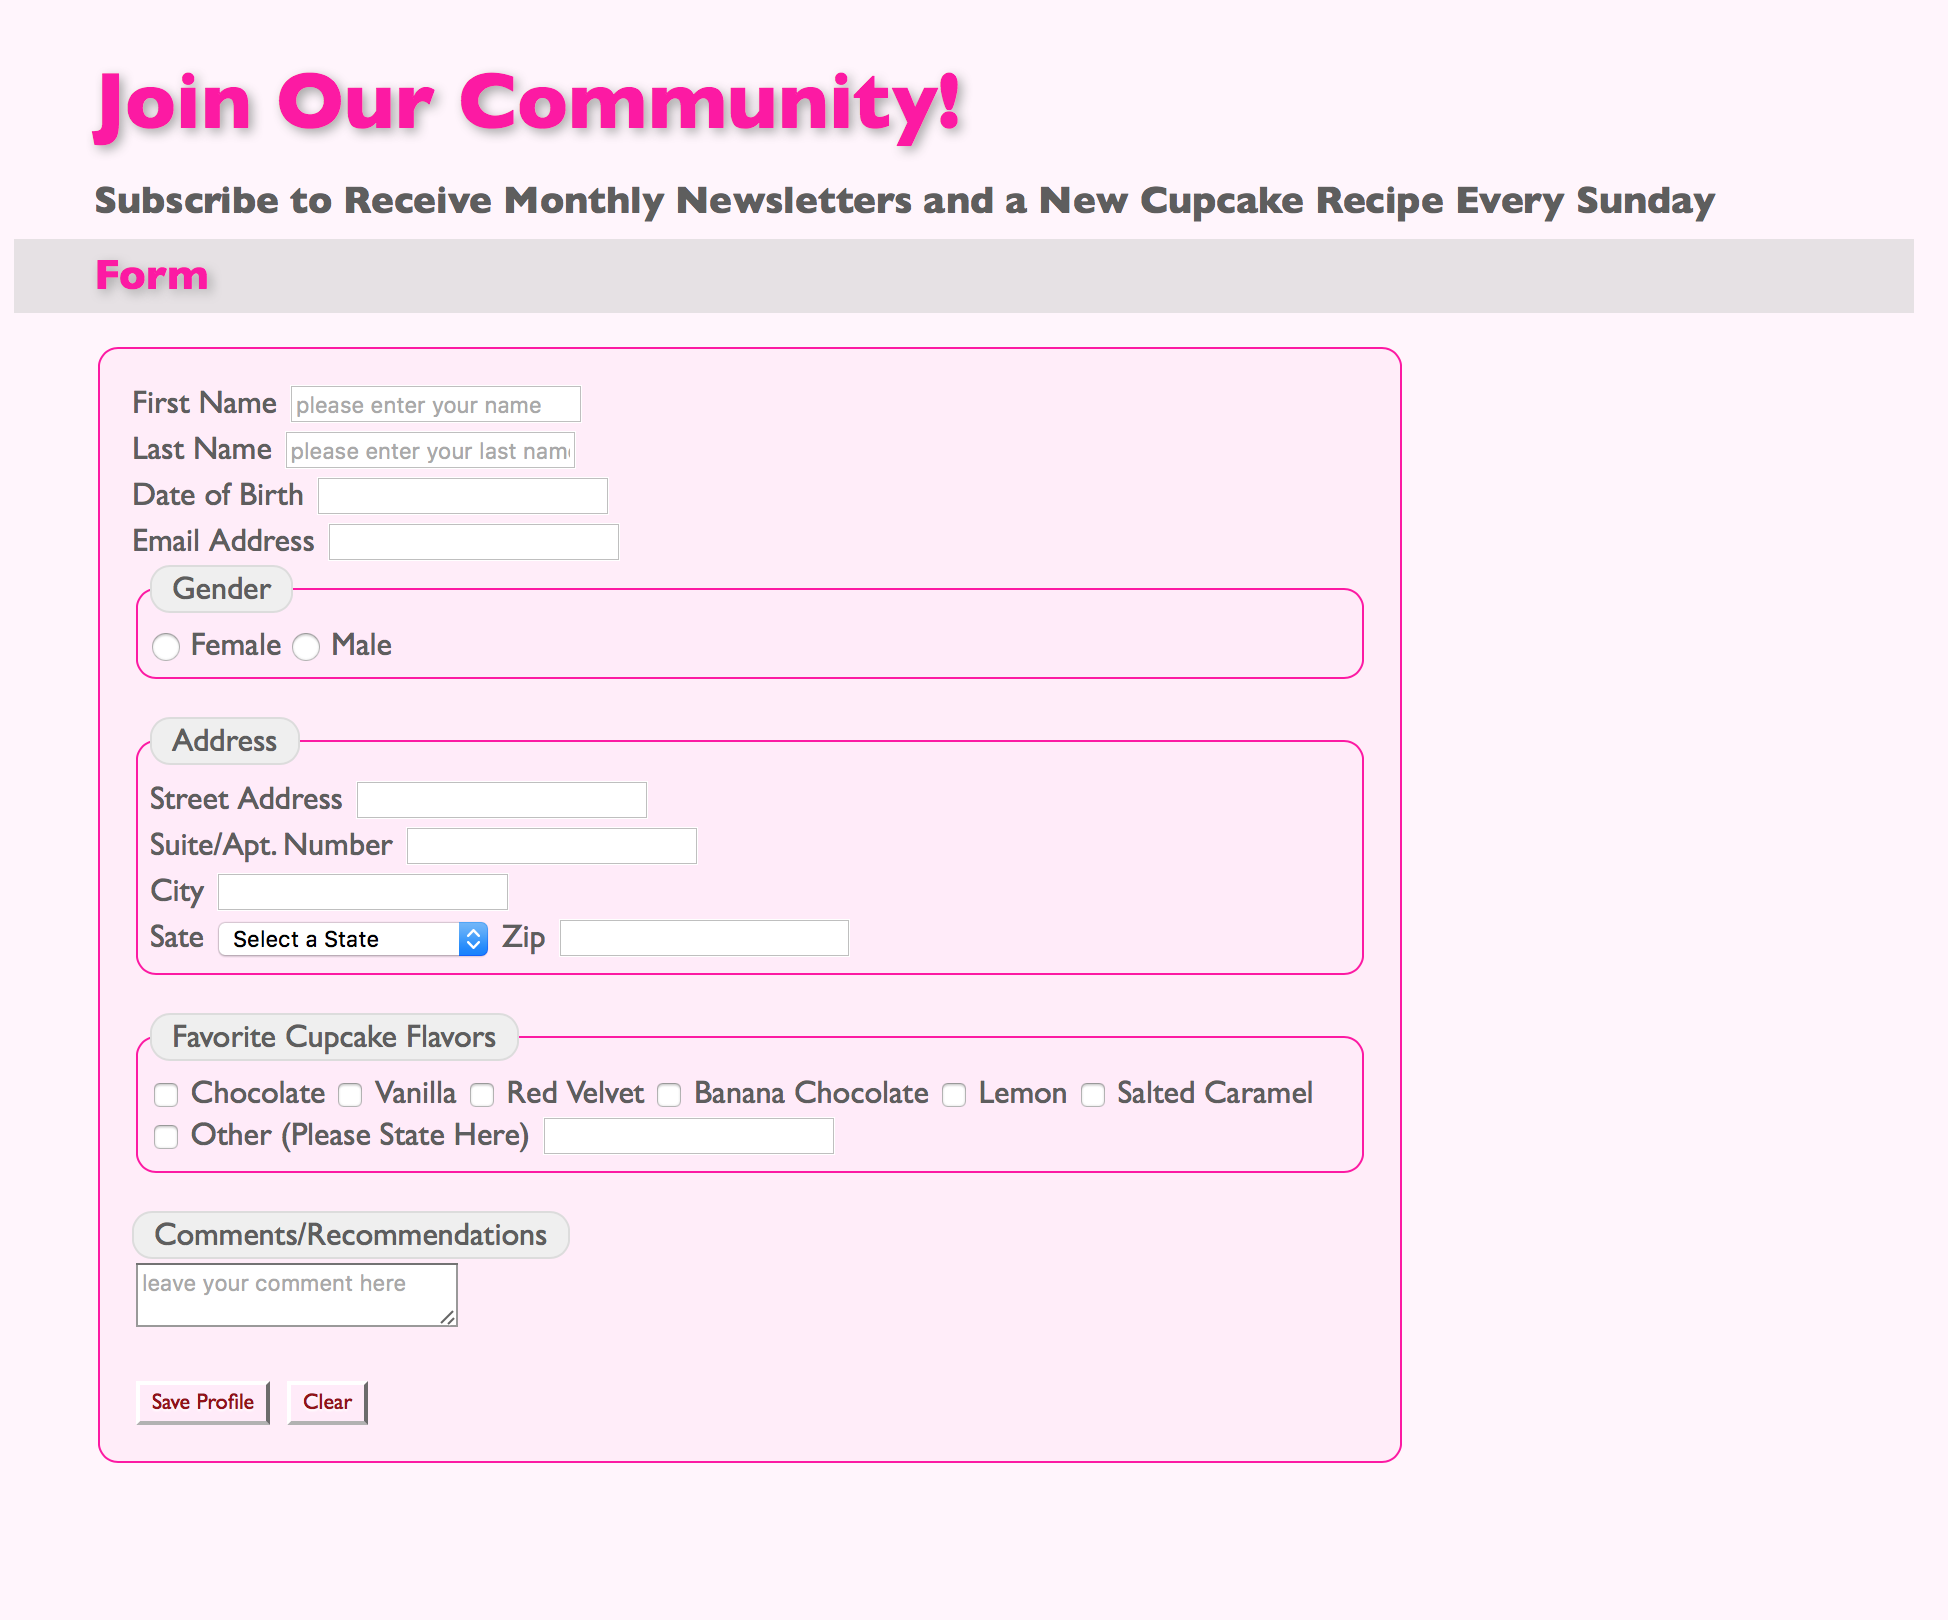 Join Our Community!
Subscribe to Receive Monthly Newsletters and a New Cupcake Recipe Every Sunday
Form
First Name please enter your name
Last Name please enter your last nam
Date of Birth
Email Address
Gender
Female Male
Address
Street Address
Suite/Apt. Number
City
Sate Select a State Zip
Favorite Cupcake Flavors
Chocolate Vanilla Red Velvet Banana Chocolate Lemon Salted Caramel
Other (Please State Here)
Comments/Recommendations
leave your comment here
Save Profile Clear